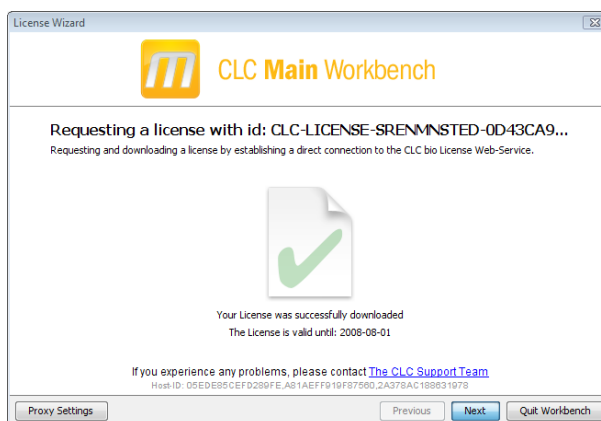 License Wizard
CLC Main Workbench
Requesting a license with id: CLC-LICENSE-SRENMNSTED-0D43CA9...
Requesting and downloading a license by establishing a direct connection to the CLC bio License Web-Service.
Your License was successfully downloaded
The License is valid until: 2008-08-01
If you experience any problems, please contact The CLC Support Team
Host-ID: D5EDE85CEFD289FE,A81AEFF919F87560,2A378AC188631978
Proxy Settings Previous Next Quit Workbench